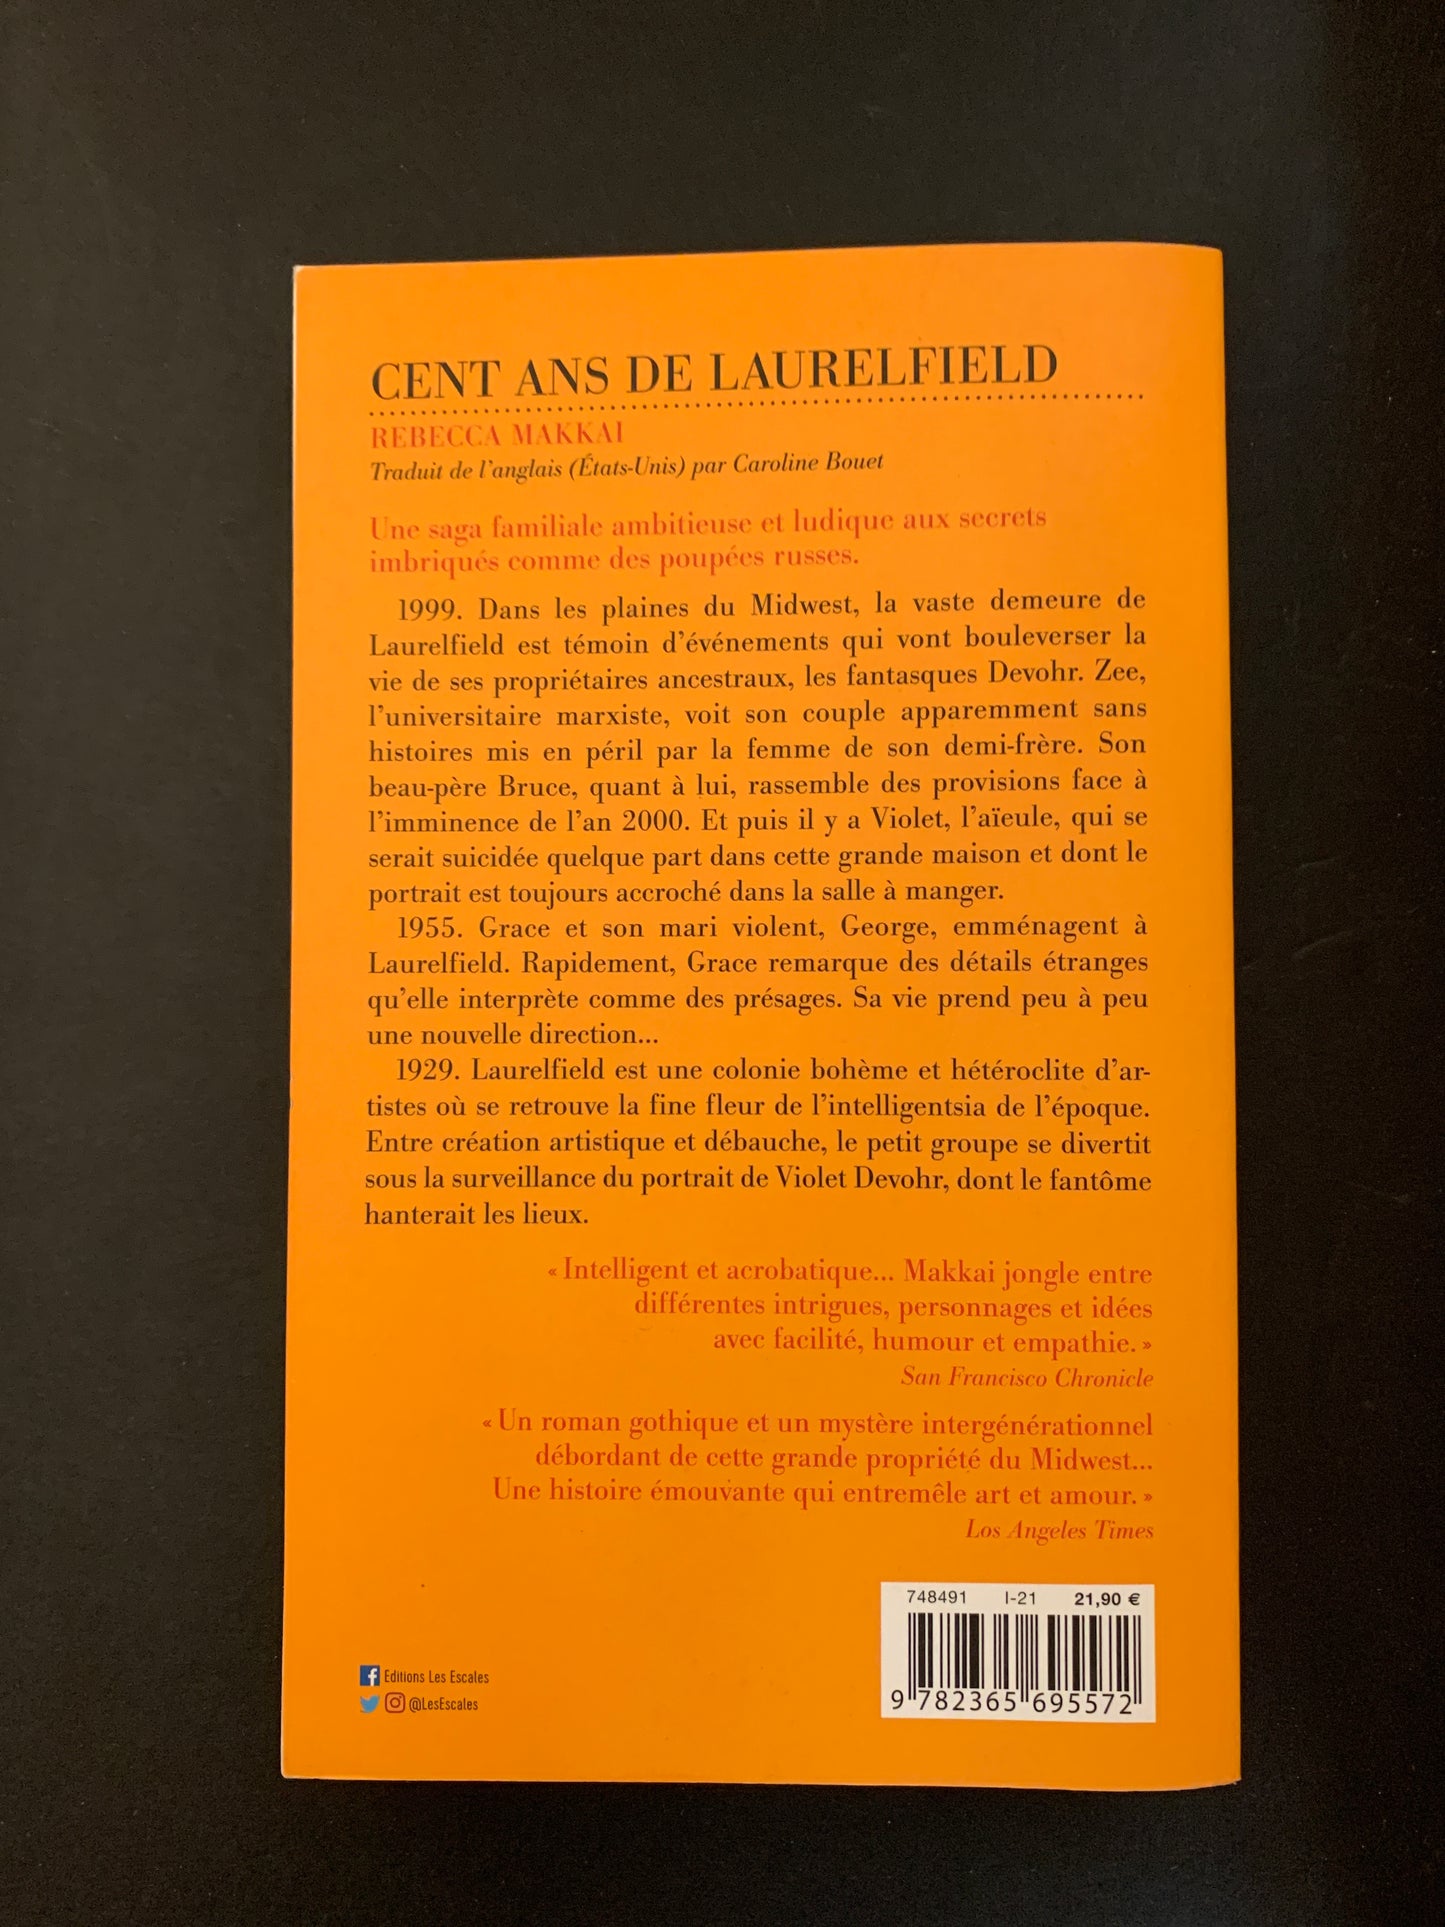 CENT ANS DE LAURELFIELD
REBECCA MAKKAI
Traduit de l'anglais (États-Unis) par Caroline Bouet
Une saga familiale ambitieuse et ludique aux secrets
imbriqués comme des poupées russes.
1999. Dans les plaines du Midwest, la vaste demeure de
Laurelfield est témoin d'événements qui vont bouleverser la
vie de ses propriétaires ancestraux, les fantasques Devohr. Zee,
l'universitaire marxiste, voit son couple apparemment sans
histoires mis en péril par la femme de son demi-frère. Son
beau-père Bruce, quant à lui, rassemble des provisions face à
l'imminence de l'an 2000. Et puis il y a Violet, l'aïeule, qui se
serait suicidée quelque part dans cette grande maison et dont le
portrait est toujours accroché dans la salle à manger.
1955. Grace et son mari violent, George, emménagent à
Laurelfield. Rapidement, Grace remarque des détails étranges
qu'elle interprète comme des présages. Sa vie prend peu à peu
une nouvelle direction...
1929. Laurelfield est une colonie bohème et hétéroclite d'ar-
tistes où se retrouve la fine fleur de l'intelligentsia de l'époque.
Entre création artistique et débauche, le petit groupe se divertit
sous la surveillance du portrait de Violet Devohr, dont le fantôme
hanterait les lieux.
« Intelligent et acrobatique... Makkai jongle entre
différentes intrigues, personnages et idées
avec facilité, humour et empathie. »
San Francisco Chronicle
« Un roman gothique et un mystère intergénérationnel
débordant de cette grande propriété du Midwest...
Une histoire émouvante qui entremêle art et amour. »
Los Angeles Times
748491 I-21 21,90 €
9 782365 695572
Editions Les Escales
@LesEscales